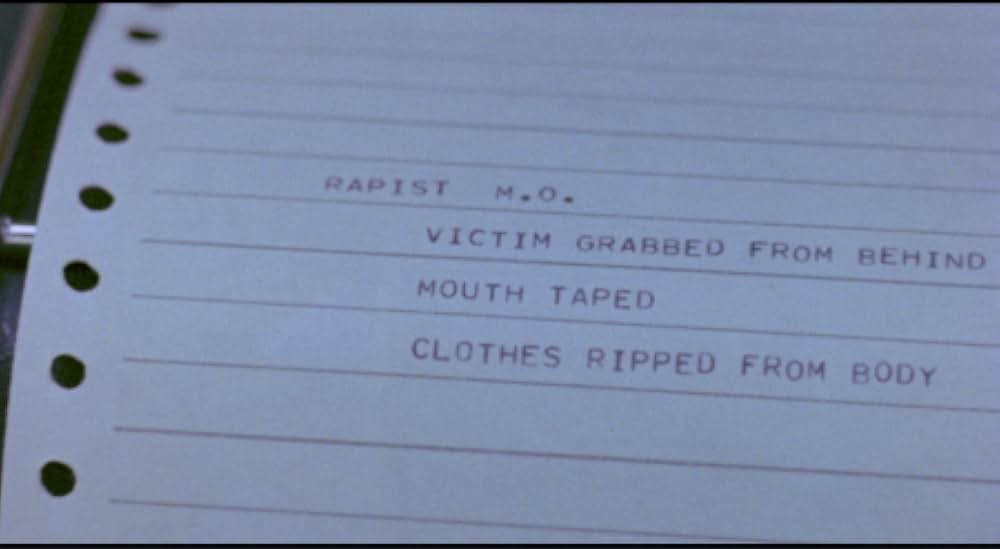 RAPIST M.O.
VICTIM GRABBED FROM BEHIND
MOUTH TAPED
CLOTHES RIPPED FROM BODY